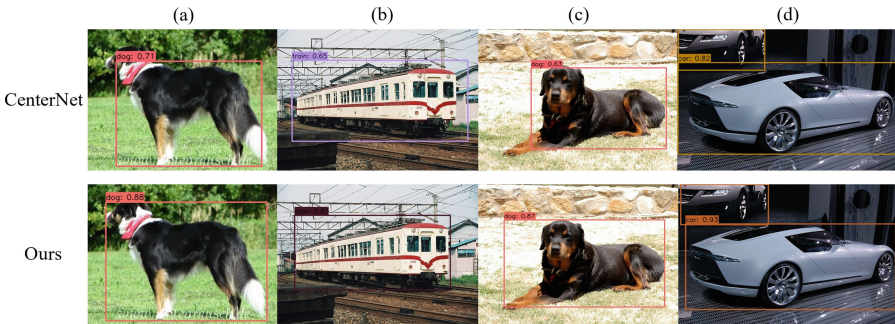 (a) (b) (c) (d)
CenterNet
dog: 0.71
train: 0.65
dog: 0.63
car: 0.82
Ours
dog: 0.88
dog: 0.87
car: 0.93